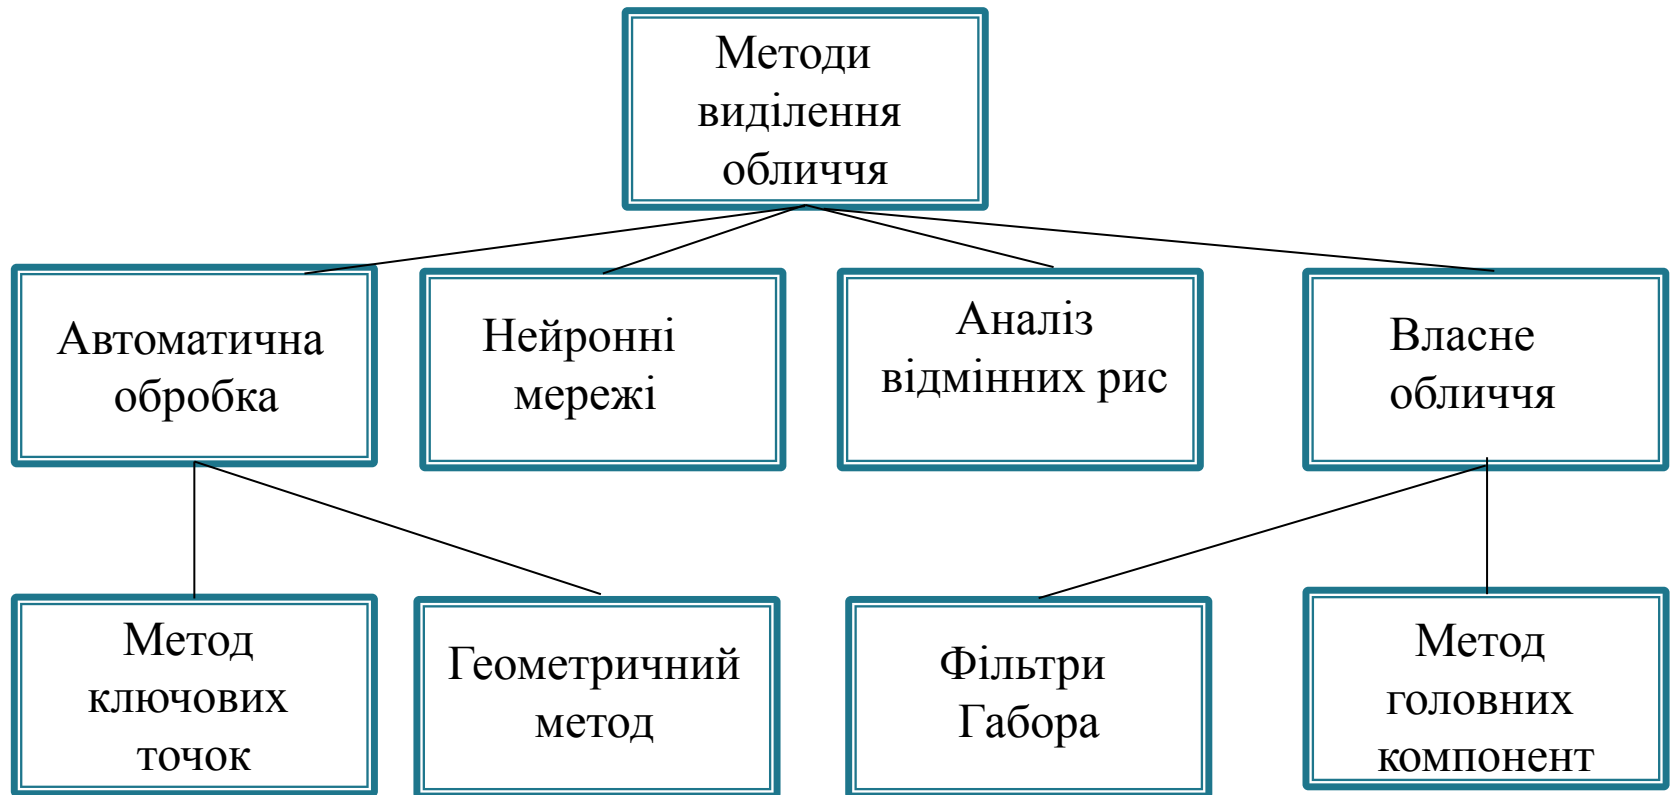 Методи
виділення
обличчя
Автоматична
обробка
Нейронні
мережі
Аналіз
відмінних рис
Власне
обличчя
Метод
ключових
точок
Геометричний
метод
Фільтри
Габора
Метод
головних
компонент